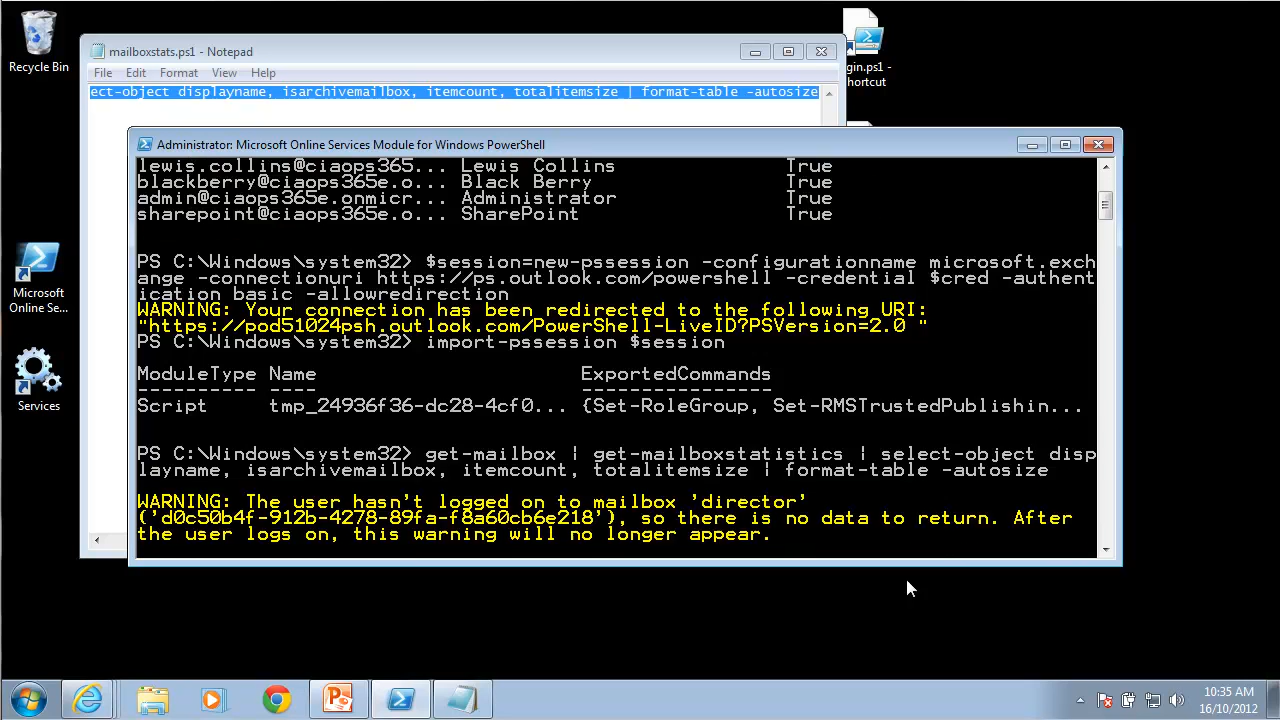 Recycle Bin
mailboxstats.ps1 - Notepad
File Edit Format View Help
ect-object displayname, isarchivemailbox, itemcount, totalitemsize | format-table -autosize
gin.ps1 -
hortcut
Administrator: Microsoft Online Services Module for Windows PowerShell
lewis.collins@ciaops365... Lewis Collins True
blackberry@ciaops365e.o... Black Berry True
admin@ciaops365e.onmicr... Administrator True
sharepoint@ciaops365e.o... SharePoint True
PS C:\Windows\system32> $session=new-pssession -configurationname microsoft.exch
ange -connectionuri https://ps.outlook.com/powershell -credential $cred -authent
ication basic -allowredirection
WARNING: Your connection has been redirected to the following URI:
"https://pod51024psh.outlook.com/PowerShell-LiveID?PSVersion=2.0 "
PS C:\Windows\system32> import-pssession $session
ModuleType Name ExportedCommands
---------- ---- ----------------
Script tmp_24936f36-dc28-4cf0... {Set-RoleGroup, Set-RMSTrustedPublishin...
PS C:\Windows\system32> get-mailbox | get-mailboxstatistics | select-object disp
layname, isarchivemailbox, itemcount, totalitemsize | format-table -autosize
WARNING: The user hasn't logged on to mailbox 'director'
('d0c50b4f-912b-4278-89fa-f8a60cb6e218'), so there is no data to return. After
the user logs on, this warning will no longer appear.
Microsoft
Online Se...
Services
10:35 AM
16/10/2012